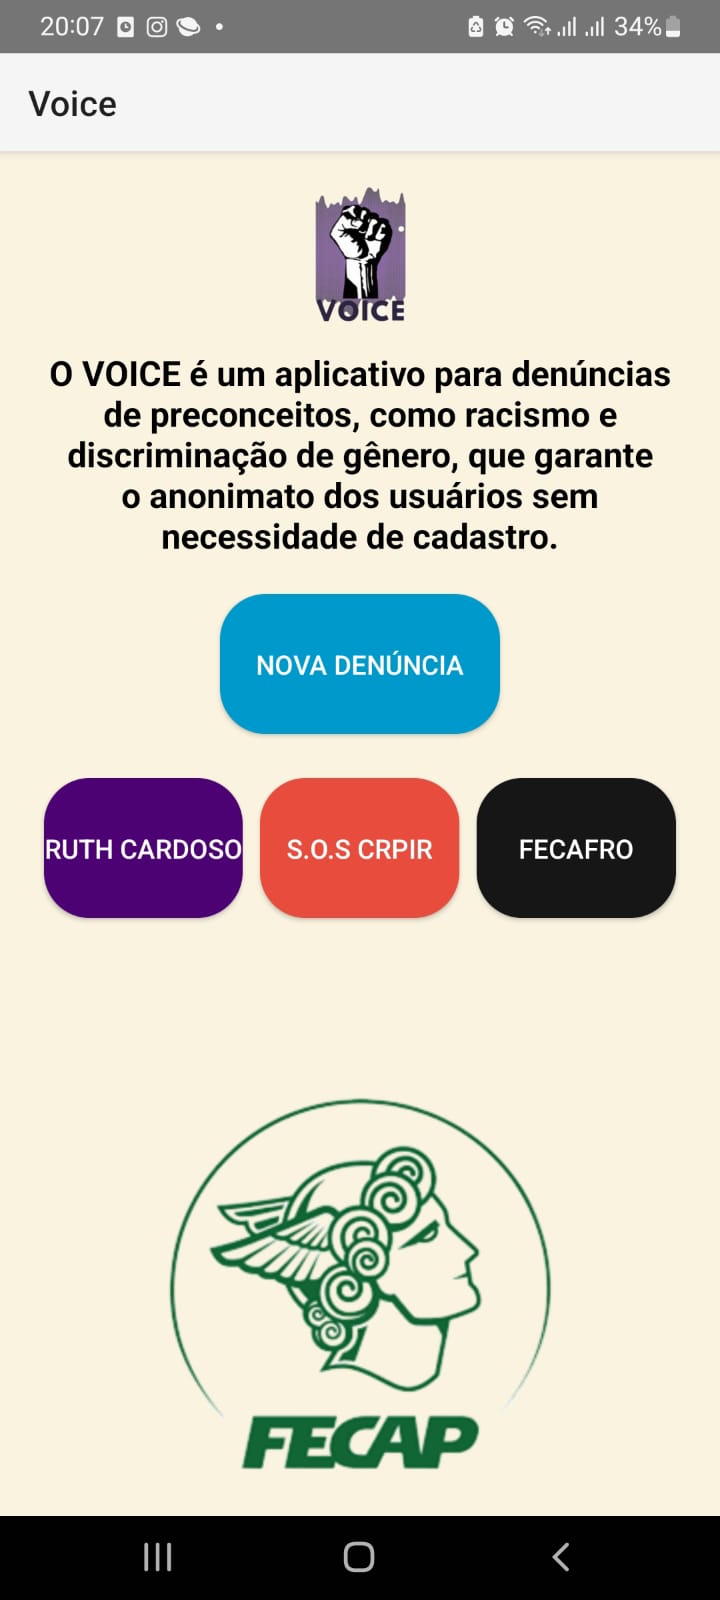 20:07 34%
Voice
VOICE
O VOICE é um aplicativo para denúncias
de preconceitos, como racismo e
discriminação de gênero, que garante
o anonimato dos usuários sem
necessidade de cadastro.
NOVA DENÚNCIA
RUTH CARDOSO S.O.S CRPIR FECAFRO
FECAP